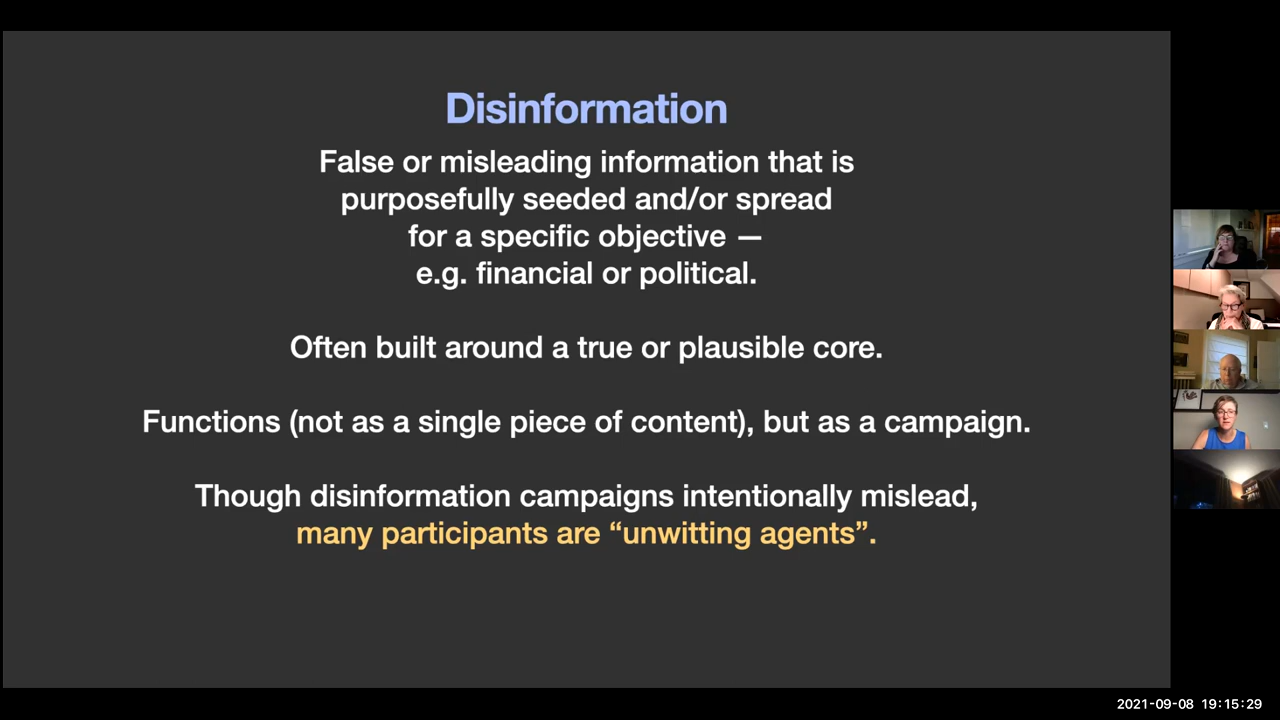 Disinformation
False or misleading information that is
purposefully seeded and/or spread
for a specific objective —
e.g. financial or political.
Often built around a true or plausible core.
Functions (not as a single piece of content), but as a campaign.
Though disinformation campaigns intentionally mislead,
many participants are “unwitting agents”.
2021-09-08 19:15:29